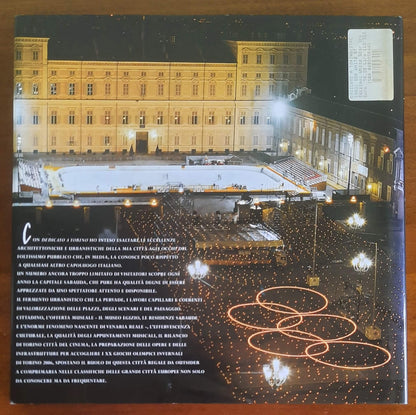 CON DEDICATO A TORINO HO INTESO ESALTARE LE ECCELLENZE
ARCHITETTONICHE E URBANISTICHE DELLA MIA CITTÀ AGLI OCCHI DEL
FOLTISSIMO PUBBLICO CHE, IN MEDIA, LA CONOSCE POCO RISPETTO
A QUALSIASI ALTRO CAPOLUOGO ITALIANO.
UN NUMERO ANCORA TROPPO LIMITATO DI VISITATORI SCOPRE OGNI
ANNO LA CAPITALE SABAUDA, CHE PURE HA QUALITÀ DEGNE DI ESSERE
APPREZZATE DA UNO SPETTATORE ATTENTO E DISPONIBILE.
IL FERMENTO URBANISTICO CHE LA PERVADE, I LAVORI CAPILLARI E COERENTI
DI VALORIZZAZIONE DELLE PIAZZE, DEGLI SCENARI E DEL PAESAGGIO
CITTADINO, L'OFFERTA MUSEALE - IL MUSEO EGIZIO, LE RESIDENZE SABAUDE
E L'ENORME FENOMENO NASCENTE DI VENARIA REALE -, L'EFFERVESCENZA
CULTURALE, LA QUALITÀ DEGLI APPUNTAMENTI MUSICALI, IL RILANCIO
DI TORINO CITTÀ DEL CINEMA, LA PREPARAZIONE DELLE OPERE E DELLE
INFRASTRUTTURE PER ACCOGLIERE I XX GIOCHI OLIMPICI INVERNALI
DI TORINO 2006, SPOSTANO IL RUOLO DI QUESTA CITTÀ REGALE DA OUTSIDER
A COMPRIMARIA NELLE CLASSIFICHE DELLE GRANDI CITTÀ EUROPEE NON SOLO
DA CONOSCERE MA DA FREQUENTARE.